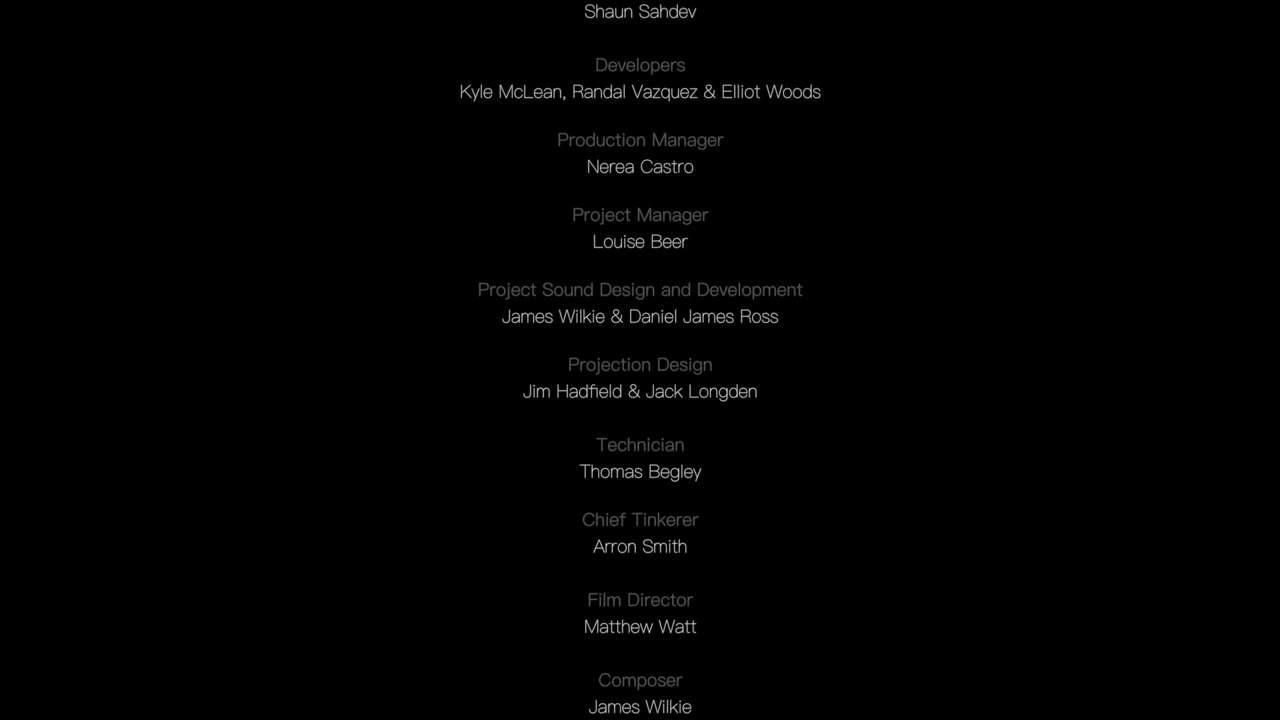 Shaun Sahdev
Developers
Kyle McLean, Randal Vazquez & Elliot Woods
Production Manager
Nerea Castro
Project Manager
Louise Beer
Project Sound Design and Development
James Wilkie & Daniel James Ross
Projection Design
Jim Hadfield & Jack Longden
Technician
Thomas Begley
Chief Tinkerer
Arron Smith
Film Director
Matthew Watt
Composer
James Wilkie